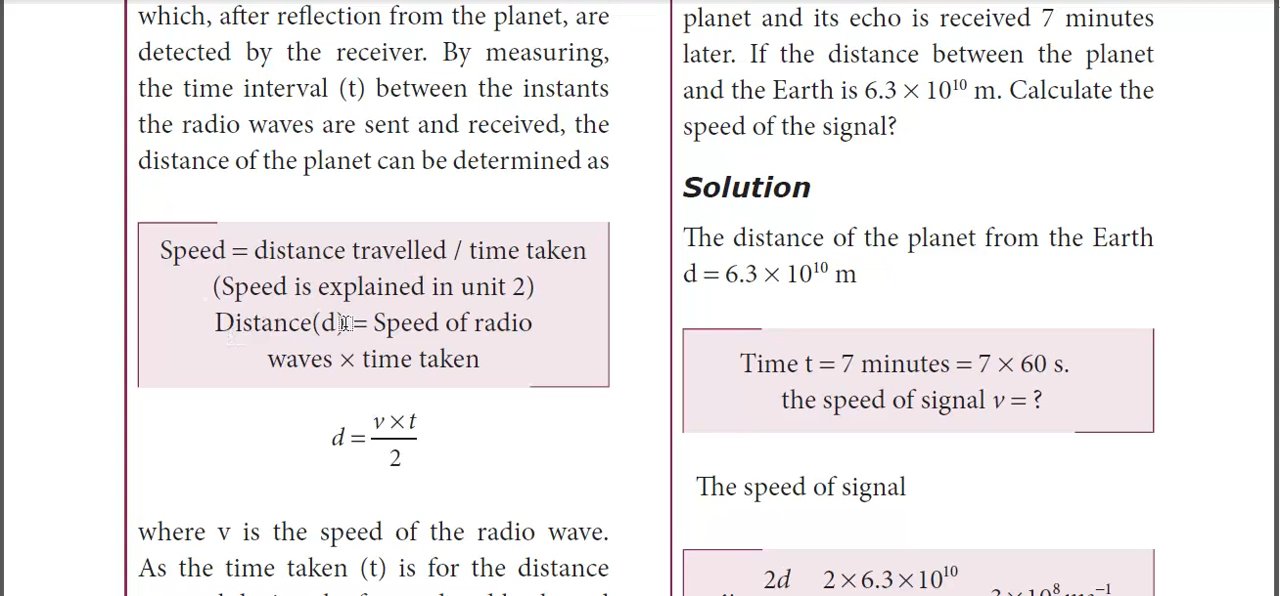 which, after reflection from the planet, are
detected by the receiver. By measuring,
the time interval (t) between the instants
the radio waves are sent and received, the
distance of the planet can be determined as
Speed = distance travelled / time taken
(Speed is explained in unit 2)
Distance(d) = Speed of radio
waves × time taken
d = v×t / 2
where v is the speed of the radio wave.
As the time taken (t) is for the distance
planet and its echo is received 7 minutes
later. If the distance between the planet
and the Earth is 6.3 × 10¹⁰ m. Calculate the
speed of the signal?
Solution
The distance of the planet from the Earth
d = 6.3 × 10¹⁰ m
Time t = 7 minutes = 7 × 60 s.
the speed of signal v = ?
The speed of signal
2d 2×6.3×10¹⁰